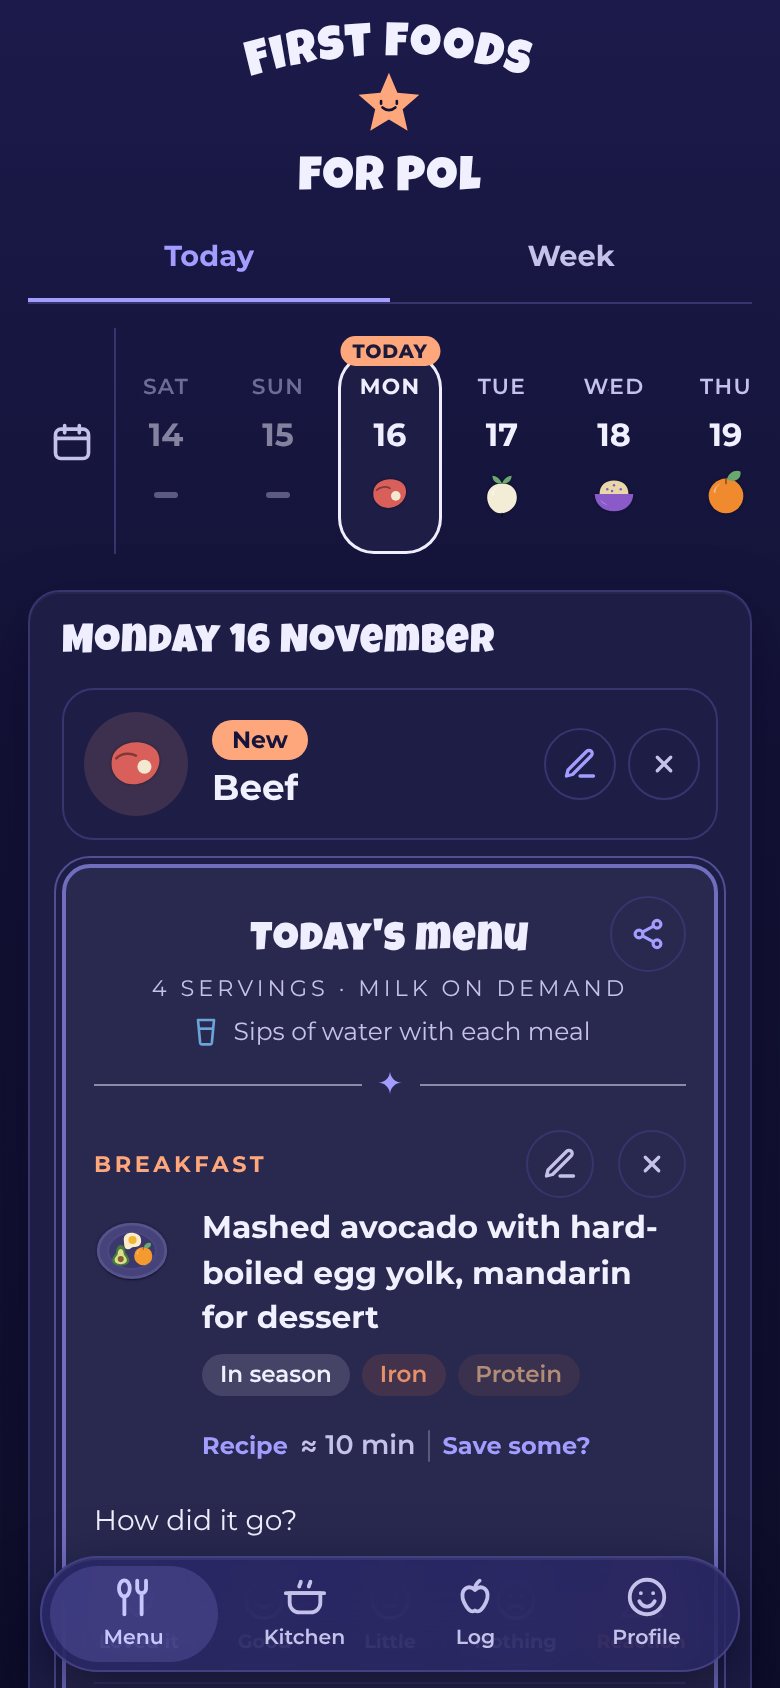 FIRST FOODS
FOR POL
Today Week
TODAY
SAT SUN MON TUE WED THU
14 15 16 17 18 19
Monday 16 November
New
Beef
Today's menu
4 SERVINGS · MILK ON DEMAND
Sips of water with each meal
BREAKFAST
Mashed avocado with hard-
boiled egg yolk, mandarin
for dessert
In season Iron Protein
Recipe ≈ 10 min Save some?
How did it go?
Menu Kitchen Log Profile
Little